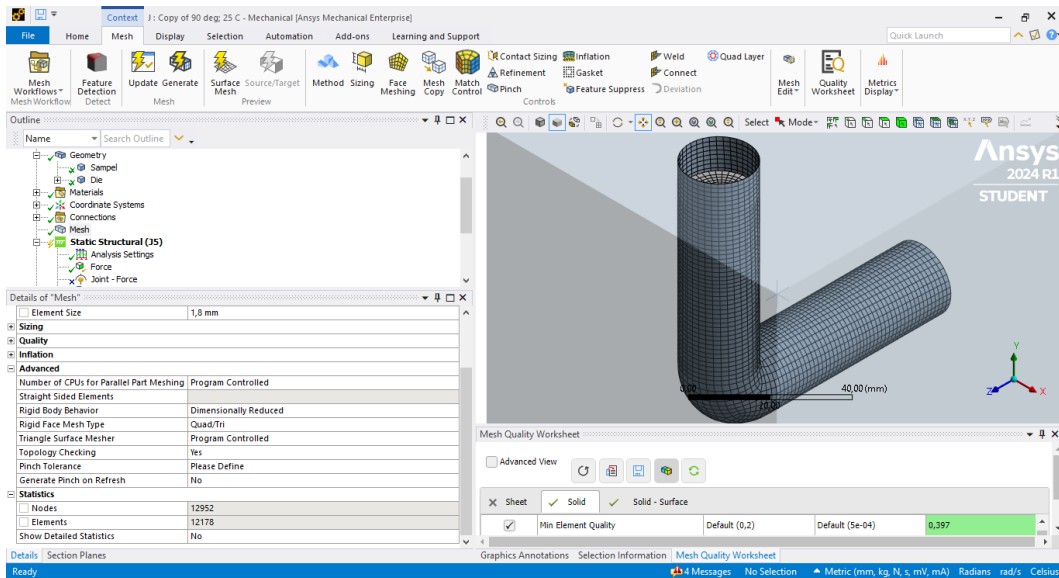 Context J : Copy of 90 deg; 25 C - Mechanical [Ansys Mechanical Enterprise]
File Home Mesh Display Selection Automation Add-ons Learning and Support Quick Launch
Mesh Workflows
Feature Detection
Update Generate
Surface Mesh
Source/Target
Method Sizing
Face Meshing
Mesh Copy
Match Control
Contact Sizing
Refinement
Pinch
Inflation
Gasket
Feature Suppress
Weld
Connect
Deviation
Quad Layer
Mesh Edit
Quality Worksheet
Metrics Display
Mesh Workflow Detect Mesh Preview Controls
Outline
Name Search Outline
Select Mode
Geometry
Sampel
Die
Materials
Coordinate Systems
Connections
Mesh
Static Structural (J5)
Analysis Settings
Force
Joint - Force
Details of "Mesh"
Element Size 1,8 mm
Sizing
Quality
Inflation
Advanced
Number of CPUs for Parallel Part Meshing Program Controlled
Straight Sided Elements
Rigid Body Behavior Dimensionally Reduced
Rigid Face Mesh Type Quad/Tri
Triangle Surface Mesher Program Controlled
Topology Checking Yes
Pinch Tolerance Please Define
Generate Pinch on Refresh No
Statistics
Nodes 12952
Elements 12178
Show Detailed Statistics No
Details Section Planes
Ansys
2024 R1
STUDENT
0,00 40,00 (mm)
20,00
Y
Z X
Mesh Quality Worksheet
Advanced View
Sheet Solid Solid - Surface
Min Element Quality Default (0,2) Default (5e-04) 0,397
Graphics Annotations Selection Information Mesh Quality Worksheet
Ready 4 Messages No Selection Metric (mm, kg, N, s, mV, mA) Radians rad/s Celsius